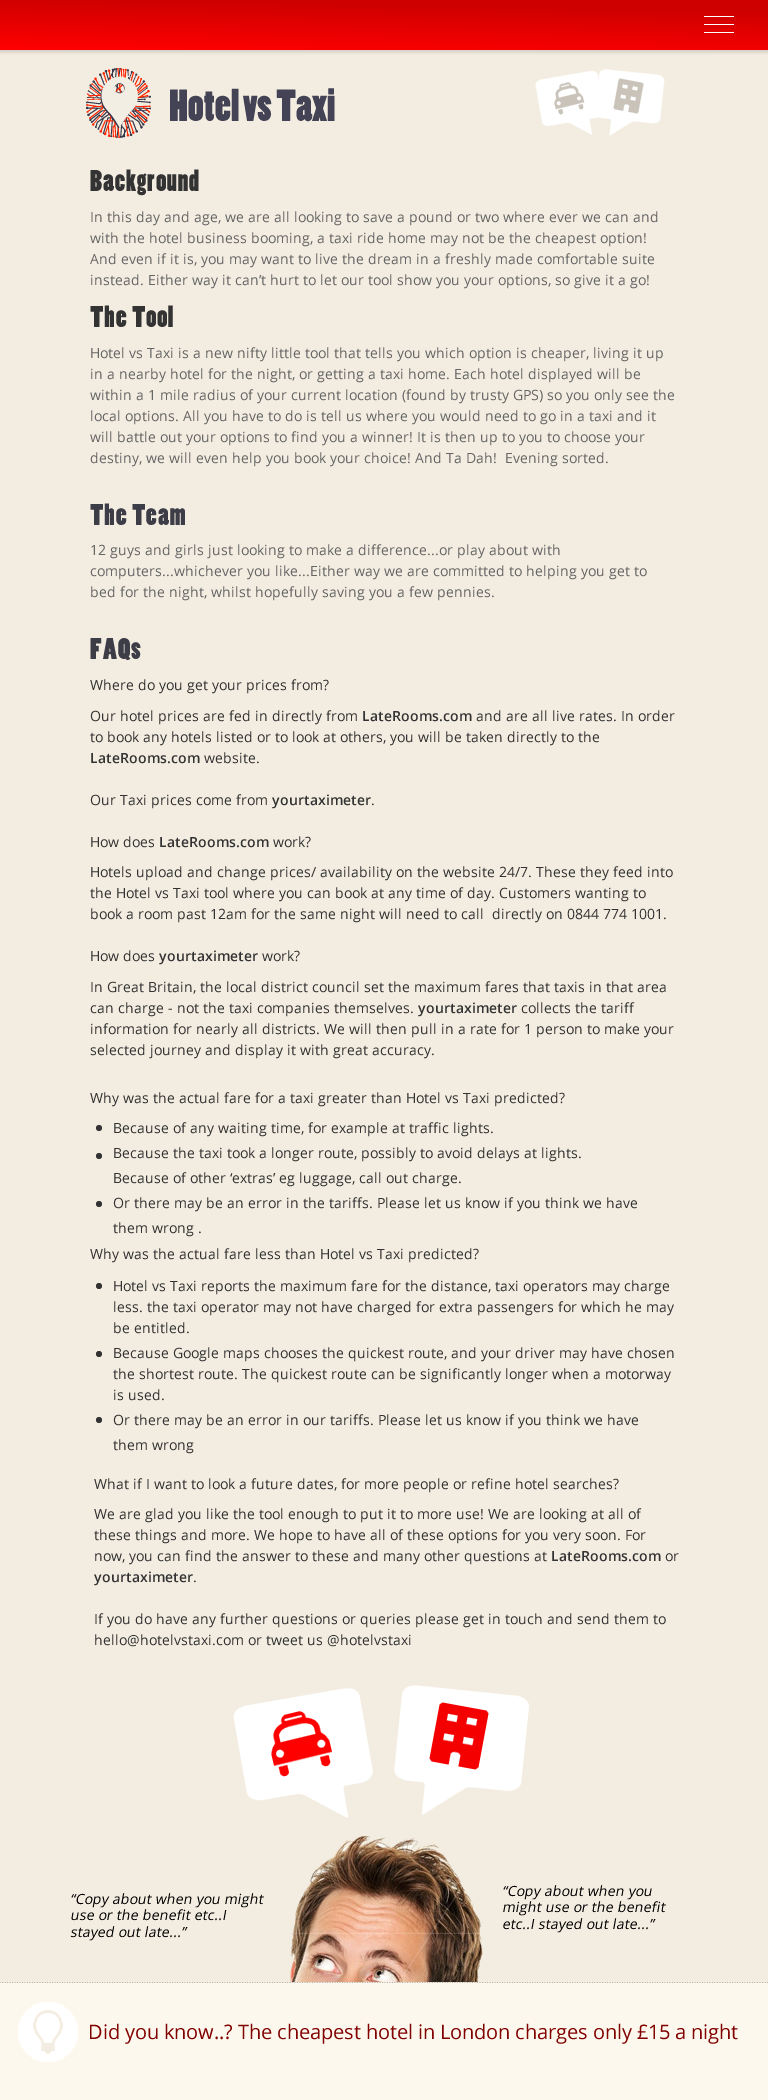 Hotel vs Taxi
Background
In this day and age, we are all looking to save a pound or two where ever we can and
with the hotel business booming, a taxi ride home may not be the cheapest option!
And even if it is, you may want to live the dream in a freshly made comfortable suite
instead. Either way it can’t hurt to let our tool show you your options, so give it a go!
The Tool
Hotel vs Taxi is a new nifty little tool that tells you which option is cheaper, living it up
in a nearby hotel for the night, or getting a taxi home. Each hotel displayed will be
within a 1 mile radius of your current location (found by trusty GPS) so you only see the
local options. All you have to do is tell us where you would need to go in a taxi and it
will battle out your options to find you a winner! It is then up to you to choose your
destiny, we will even help you book your choice! And Ta Dah!  Evening sorted.
The Team
12 guys and girls just looking to make a difference...or play about with
computers...whichever you like...Either way we are committed to helping you get to
bed for the night, whilst hopefully saving you a few pennies.
FAQs
Where do you get your prices from?
Our hotel prices are fed in directly from LateRooms.com and are all live rates. In order
to book any hotels listed or to look at others, you will be taken directly to the
LateRooms.com website.
Our Taxi prices come from yourtaximeter.
How does LateRooms.com work?
Hotels upload and change prices/ availability on the website 24/7. These they feed into
the Hotel vs Taxi tool where you can book at any time of day. Customers wanting to
book a room past 12am for the same night will need to call  directly on 0844 774 1001.
How does yourtaximeter work?
In Great Britain, the local district council set the maximum fares that taxis in that area
can charge - not the taxi companies themselves. yourtaximeter collects the tariff
information for nearly all districts. We will then pull in a rate for 1 person to make your
selected journey and display it with great accuracy.
Why was the actual fare for a taxi greater than Hotel vs Taxi predicted?
• Because of any waiting time, for example at traffic lights.
• Because the taxi took a longer route, possibly to avoid delays at lights.
Because of other ‘extras’ eg luggage, call out charge.
• Or there may be an error in the tariffs. Please let us know if you think we have
them wrong .
Why was the actual fare less than Hotel vs Taxi predicted?
• Hotel vs Taxi reports the maximum fare for the distance, taxi operators may charge
less. the taxi operator may not have charged for extra passengers for which he may
be entitled.
• Because Google maps chooses the quickest route, and your driver may have chosen
the shortest route. The quickest route can be significantly longer when a motorway
is used.
• Or there may be an error in our tariffs. Please let us know if you think we have
them wrong
What if I want to look a future dates, for more people or refine hotel searches?
We are glad you like the tool enough to put it to more use! We are looking at all of
these things and more. We hope to have all of these options for you very soon. For
now, you can find the answer to these and many other questions at LateRooms.com or
yourtaximeter.
If you do have any further questions or queries please get in touch and send them to
hello@hotelvstaxi.com or tweet us @hotelvstaxi
“Copy about when you might
use or the benefit etc..I
stayed out late...”
“Copy about when you
might use or the benefit
etc..I stayed out late...”
Did you know..? The cheapest hotel in London charges only £15 a night